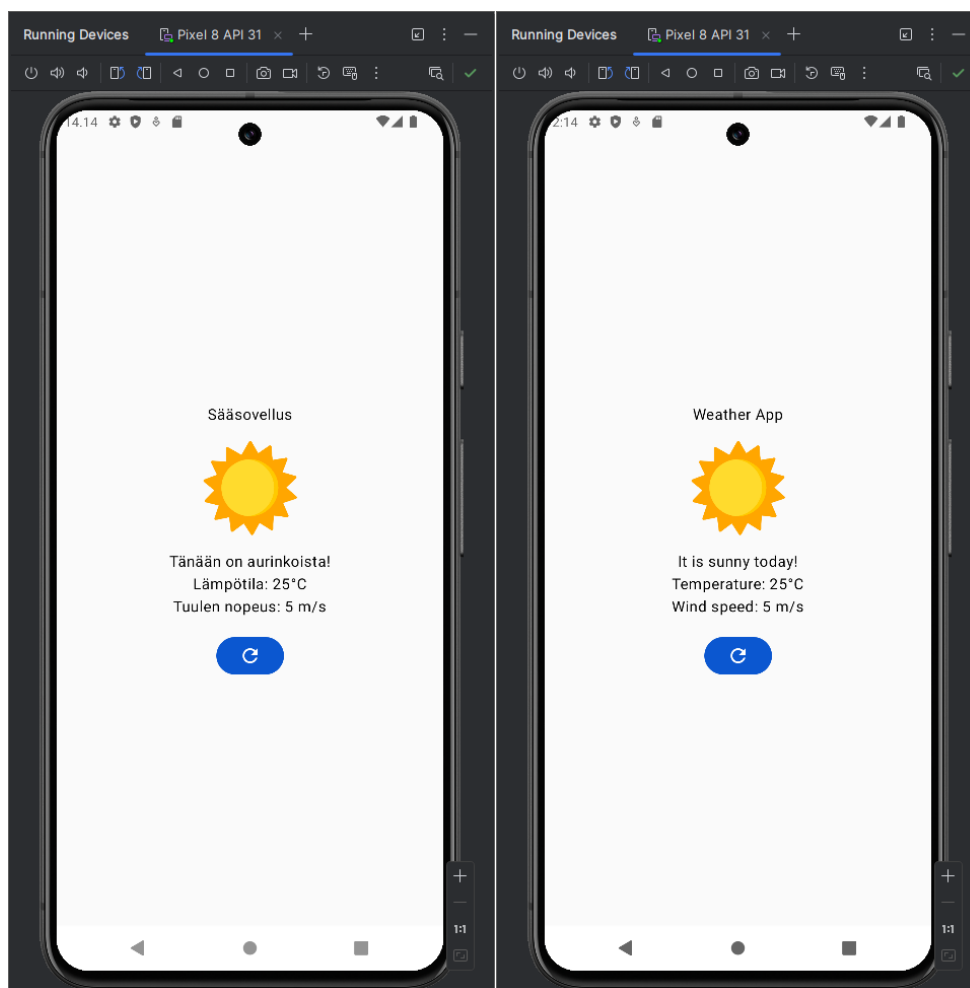 Running Devices
Pixel 8 API 31
14.14
Sääsovellus
Tänään on aurinkoista!
Lämpötila: 25°C
Tuulen nopeus: 5 m/s
1:1
Running Devices
Pixel 8 API 31
2:14
Weather App
It is sunny today!
Temperature: 25°C
Wind speed: 5 m/s
1:1